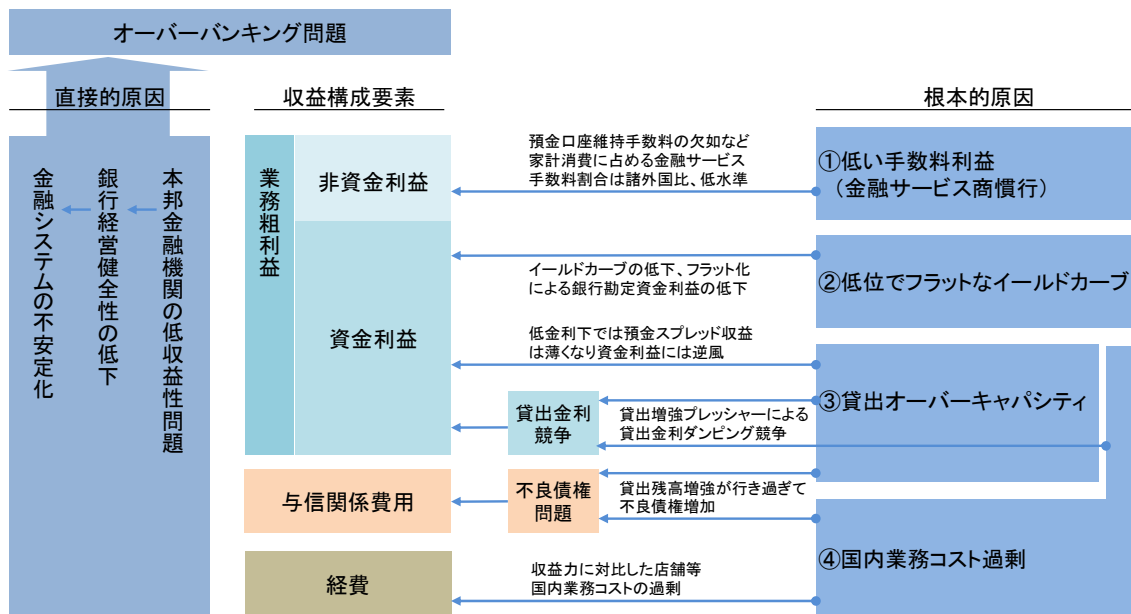 オーバーバンキング問題
直接的原因
収益構成要素
根本的原因
本邦金融機関の低収益性問題
銀行経営健全性の低下
金融システムの不安定化
業務粗利益
非資金利益
資金利益
預金口座維持手数料の欠如など
家計消費に占める金融サービス
手数料割合は諸外国比、低水準
①低い手数料利益
（金融サービス商慣行）
イールドカーブの低下、フラット化
による銀行勘定資金利益の低下
②低位でフラットなイールドカーブ
低金利下では預金スプレッド収益
は薄くなり資金利益には逆風
③貸出オーバーキャパシティ
貸出金利
競争
貸出増強プレッシャーによる
貸出金利ダンピング競争
与信関係費用
不良債権
問題
貸出残高増強が行き過ぎて
不良債権増加
④国内業務コスト過剰
経費
収益力に対比した店舗等
国内業務コストの過剰